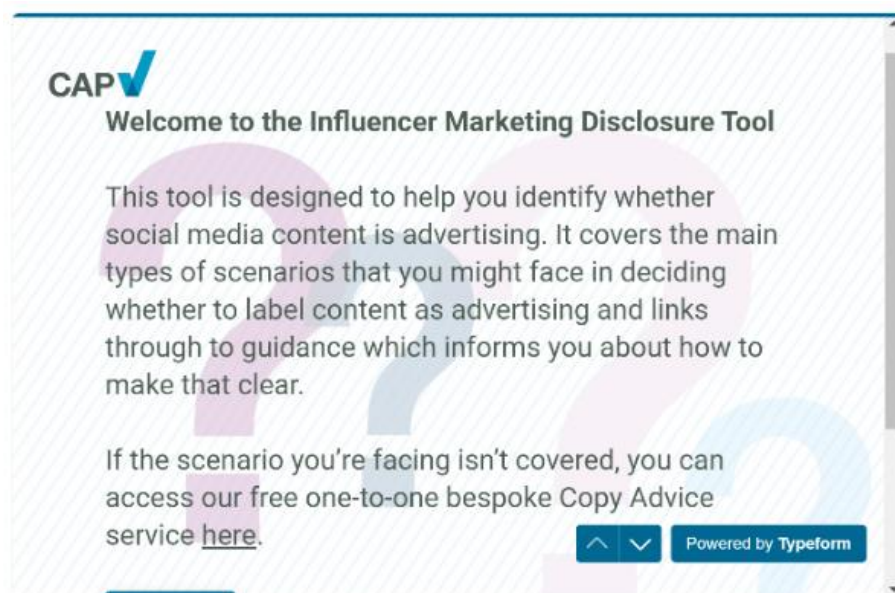 CAP
Welcome to the Influencer Marketing Disclosure Tool
This tool is designed to help you identify whether
social media content is advertising. It covers the main
types of scenarios that you might face in deciding
whether to label content as advertising and links
through to guidance which informs you about how to
make that clear.
If the scenario you're facing isn't covered, you can
access our free one-to-one bespoke Copy Advice
service here.
Powered by Typeform